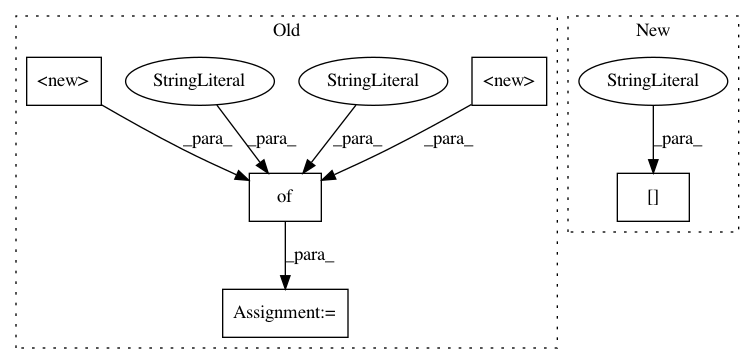 Old
New
<new>
StringLiteral
StringLiteral
<new>
StringLiteral
_para_
_para_
_para_
_para_
_para_
of
[]
_para_
Assignment:=